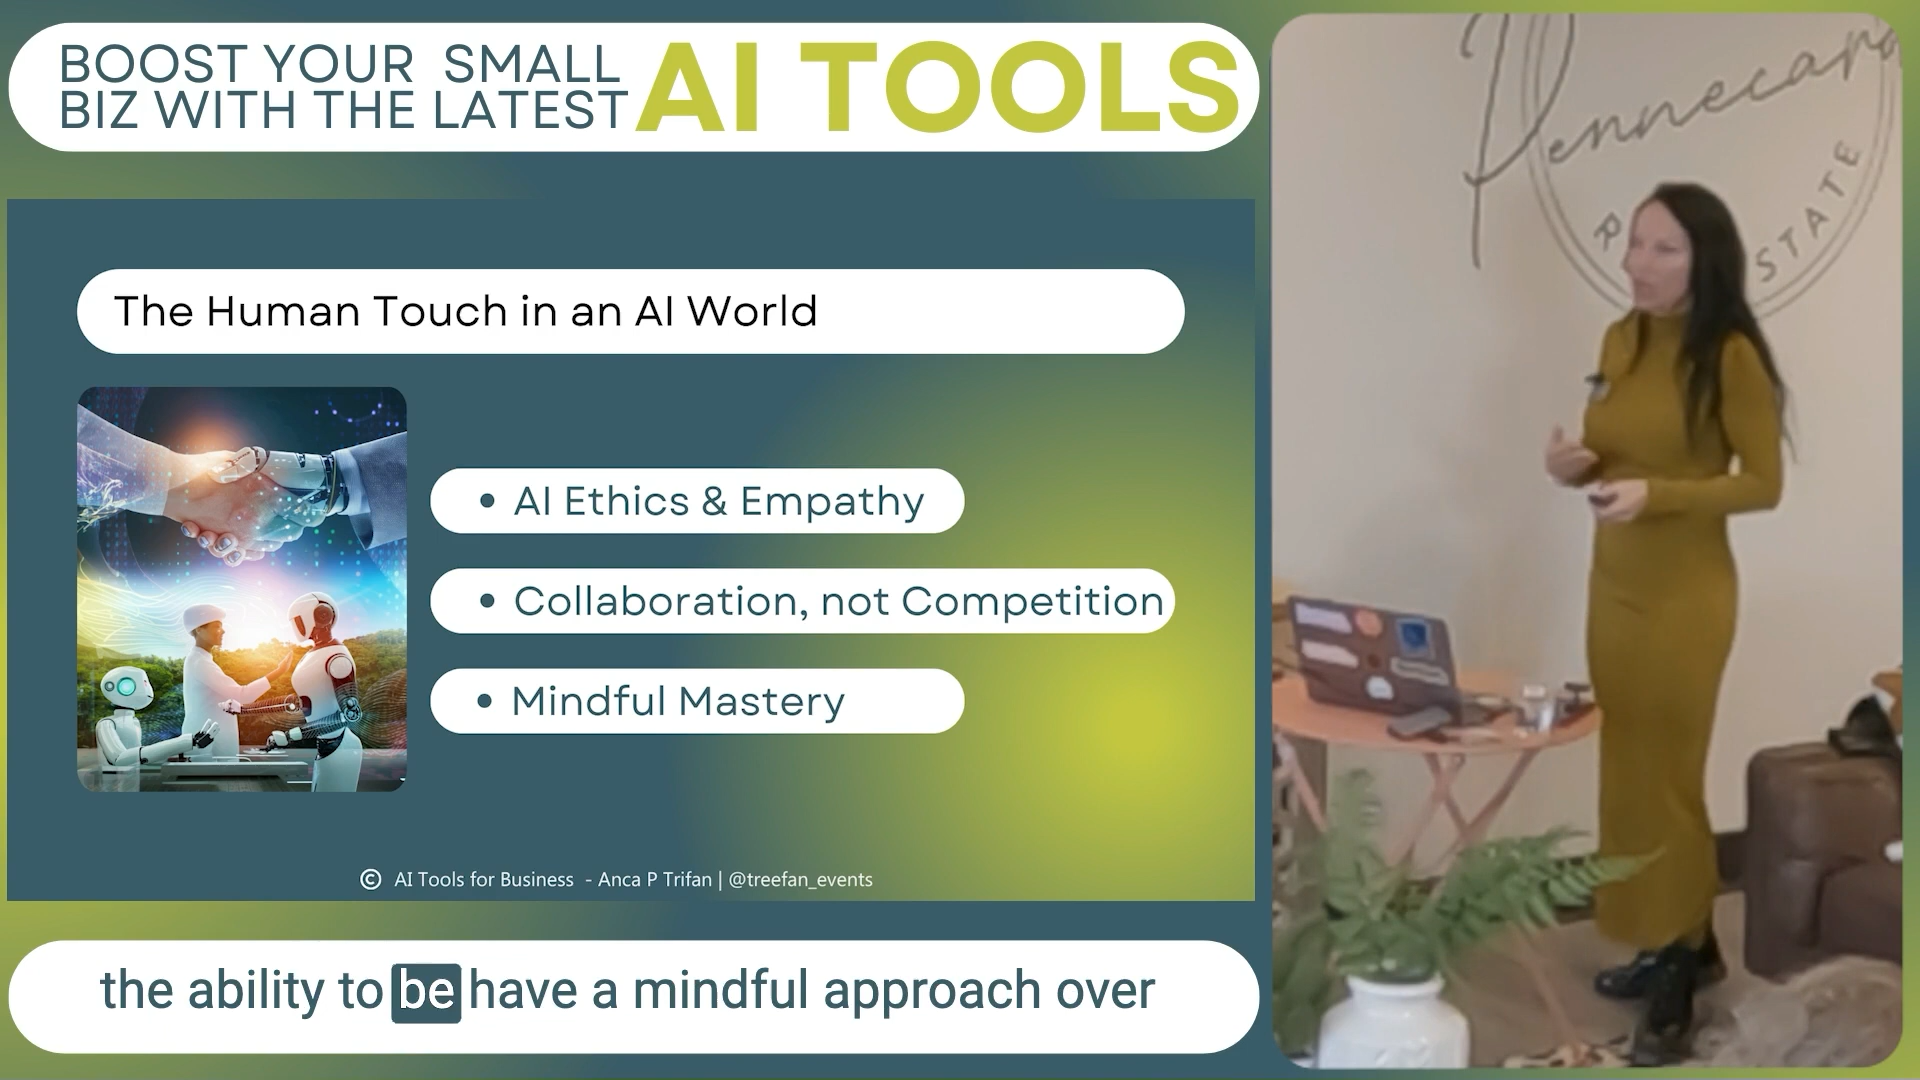 BOOST YOUR SMALL
BIZ WITH THE LATEST
AI TOOLS
The Human Touch in an AI World
• AI Ethics & Empathy
• Collaboration, not Competition
• Mindful Mastery
© AI Tools for Business - Anca P Trifan | @treefan_events
the ability to be have a mindful approach over
Pennecara
STATE